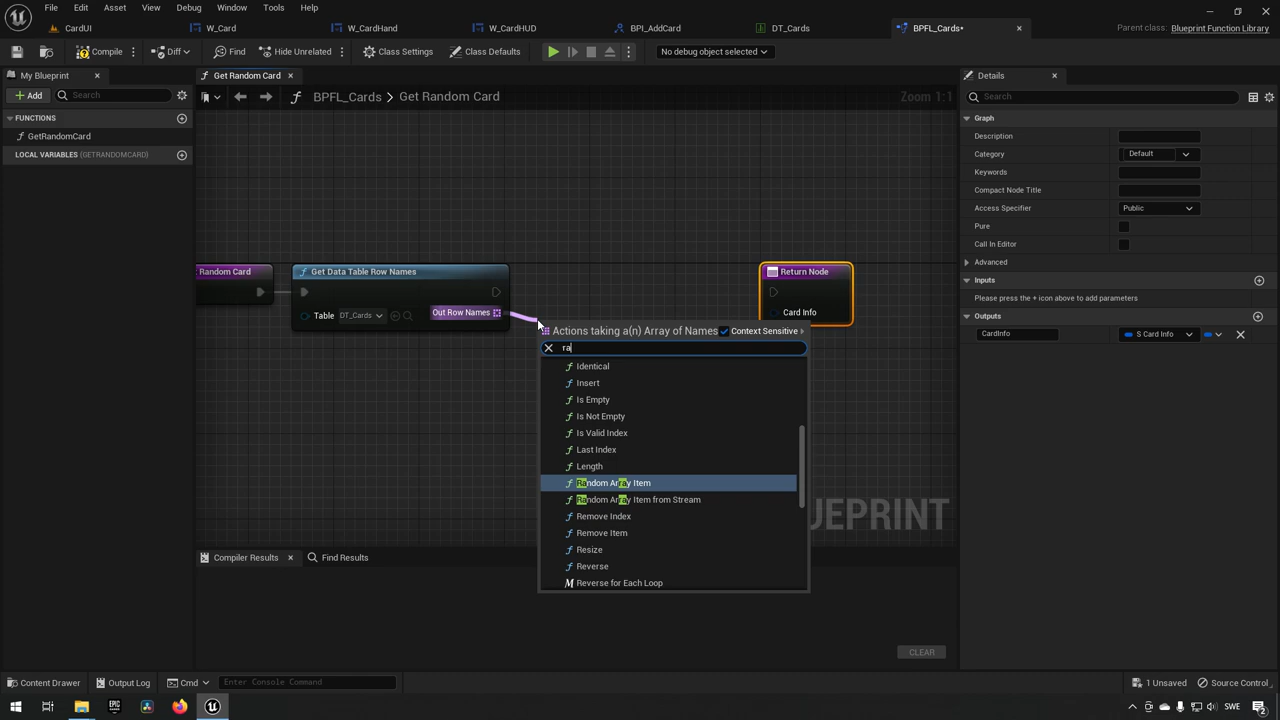 File Edit Asset View Debug Window Tools Help
CardUI W_Card W_CardHand W_CardHUD BPI_AddCard DT_Cards BPFL_Cards• Parent class: Blueprint Function Library
Compile Diff Find Hide Unrelated Class Settings Class Defaults No debug object selected
My Blueprint Get Random Card Details
Add Search BPFL_Cards > Get Random Card Zoom 1:1 Search
FUNCTIONS
GetRandomCard
LOCAL VARIABLES (GETRANDOMCARD)
Random Card
Get Data Table Row Names
Table DT_Cards
Out Row Names
Return Node
Card Info
Actions taking a(n) Array of Names Context Sensitive
ra
Identical
Insert
Is Empty
Is Not Empty
Is Valid Index
Last Index
Length
Random Array Item
Random Array Item from Stream
Remove Index
Remove Item
Resize
Reverse
Reverse for Each Loop
UEPRINT
Graph
Description
Category Default
Keywords
Compact Node Title
Access Specifier Public
Pure
Call In Editor
Advanced
Inputs
Please press the + icon above to add parameters
Outputs
CardInfo S Card Info
Compiler Results Find Results
CLEAR
Content Drawer Output Log Cmd Enter Console Command 1 Unsaved Source Control
EPIC GAMES SWE 2